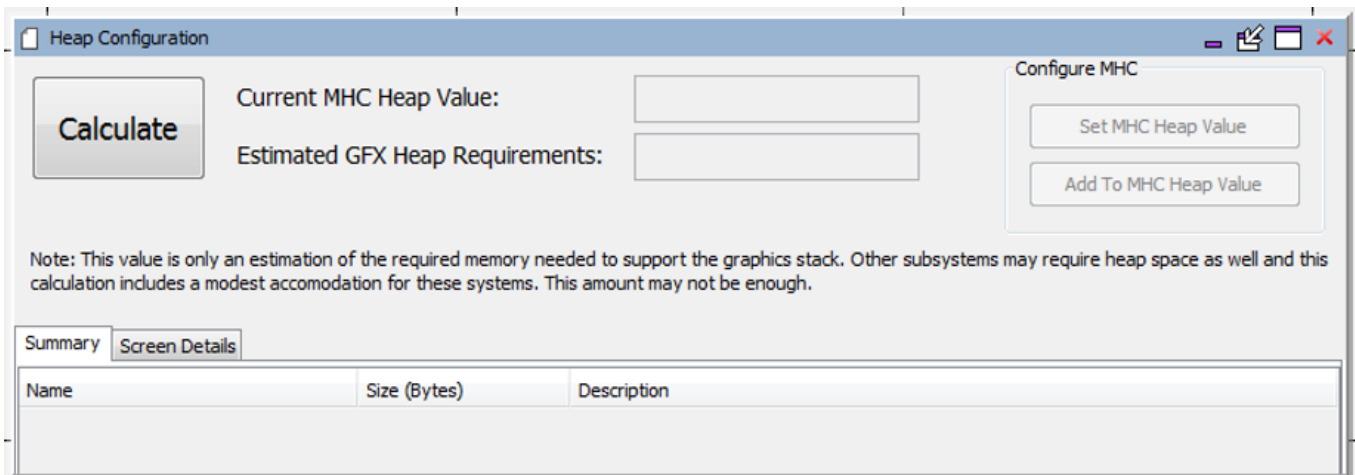 Heap Configuration
Calculate
Current MHC Heap Value:
Estimated GFX Heap Requirements:
Configure MHC
Set MHC Heap Value
Add To MHC Heap Value
Note: This value is only an estimation of the required memory needed to support the graphics stack. Other subsystems may require heap space as well and this
calculation includes a modest accomodation for these systems. This amount may not be enough.
Summary Screen Details
Name Size (Bytes) Description